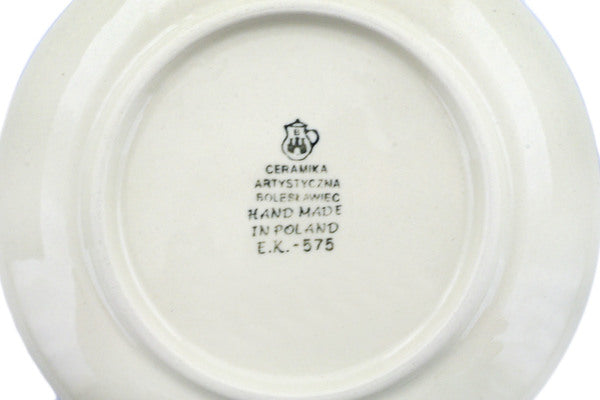 B
CERAMIKA
ARTYSTYCZNA
BOLESŁAWIEC
HAND MADE
IN POLAND
E.K.-575